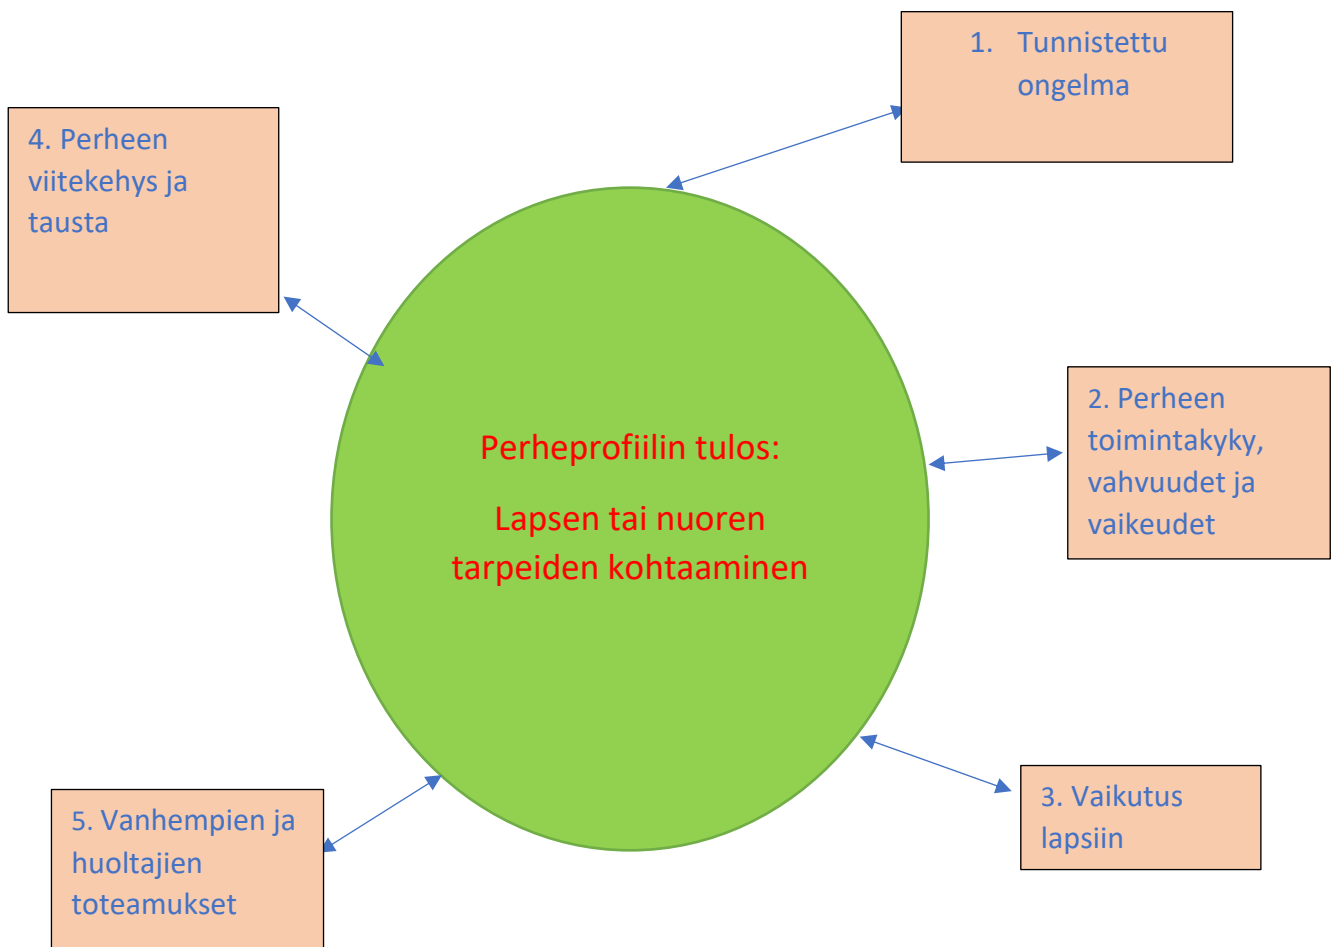 1. Tunnistettu
ongelma
4. Perheen
viitekehys ja
tausta
Perheprofiilin tulos:
Lapsen tai nuoren
tarpeiden kohtaaminen
2. Perheen
toimintakyky,
vahvuudet ja
vaikeudet
3. Vaikutus
lapsiin
5. Vanhempien ja
huoltajien
toteamukset